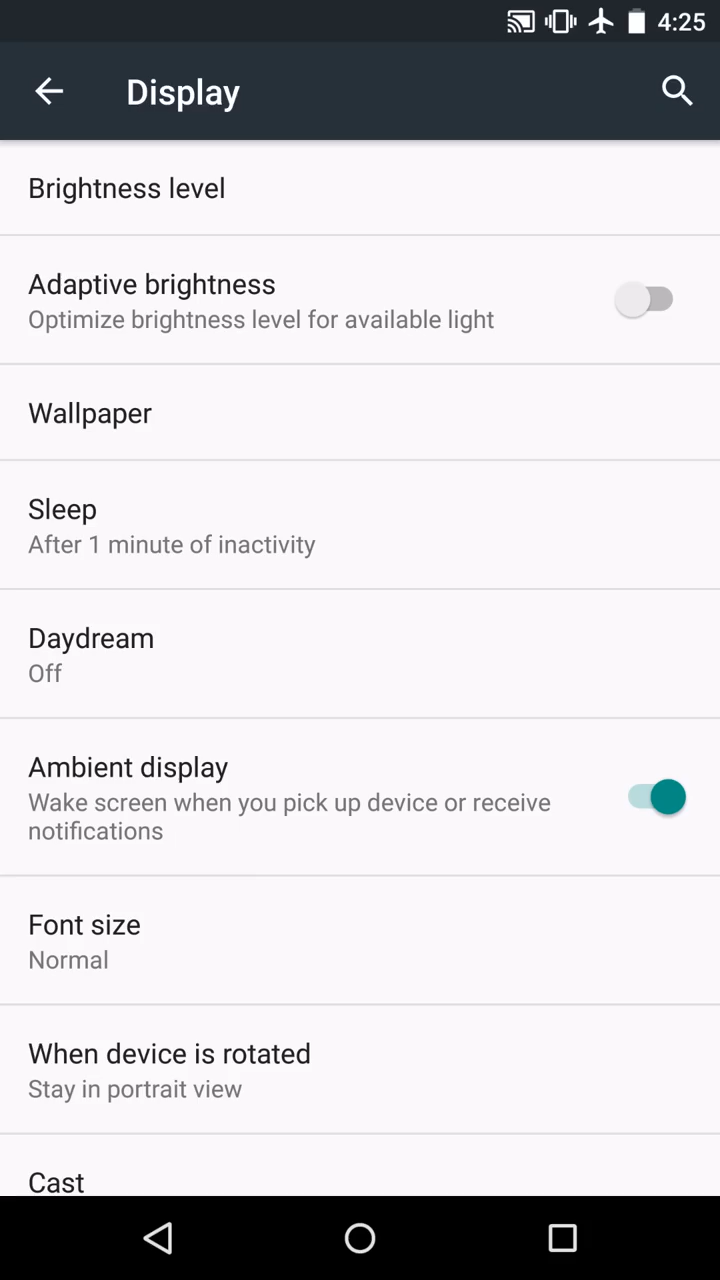 4:25
Display
Brightness level
Adaptive brightness
Optimize brightness level for available light
Wallpaper
Sleep
After 1 minute of inactivity
Daydream
Off
Ambient display
Wake screen when you pick up device or receive
notifications
Font size
Normal
When device is rotated
Stay in portrait view
Cast